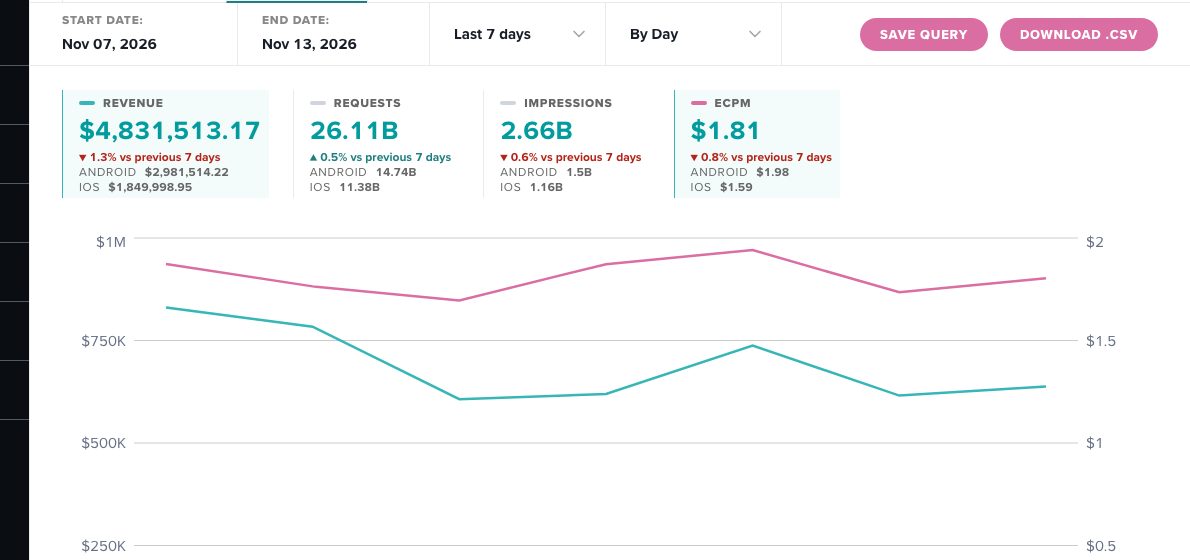 START DATE:
Nov 07, 2026
END DATE:
Nov 13, 2026
Last 7 days
By Day
SAVE QUERY
DOWNLOAD .CSV
REVENUE
$4,831,513.17
▼ 1.3% vs previous 7 days
ANDROID $2,981,514.22
IOS $1,849,998.95
REQUESTS
26.11B
▲ 0.5% vs previous 7 days
ANDROID 14.74B
IOS 11.38B
IMPRESSIONS
2.66B
▼ 0.6% vs previous 7 days
ANDROID 1.5B
IOS 1.16B
ECPM
$1.81
▼ 0.8% vs previous 7 days
ANDROID $1.98
IOS $1.59
$1M
$2
$750K
$1.5
$500K
$1
$250K
$0.5